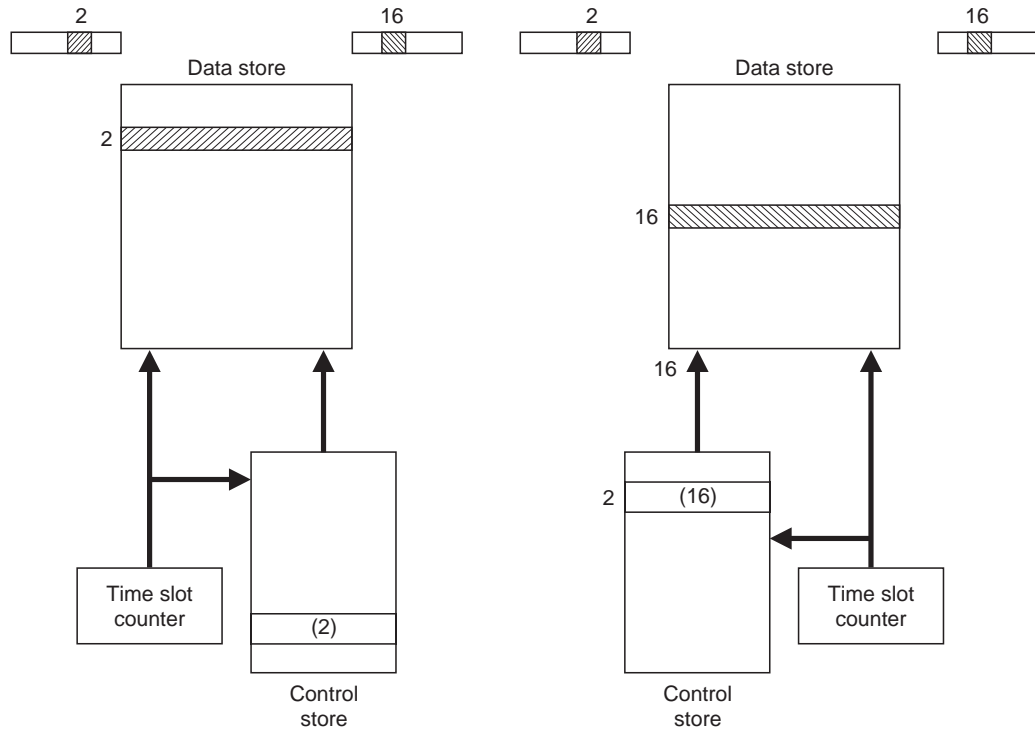 2
16
Data store
2
Time slot
counter
(2)
Control
store
2
16
Data store
16
16
2
(16)
Time slot
counter
Control
store